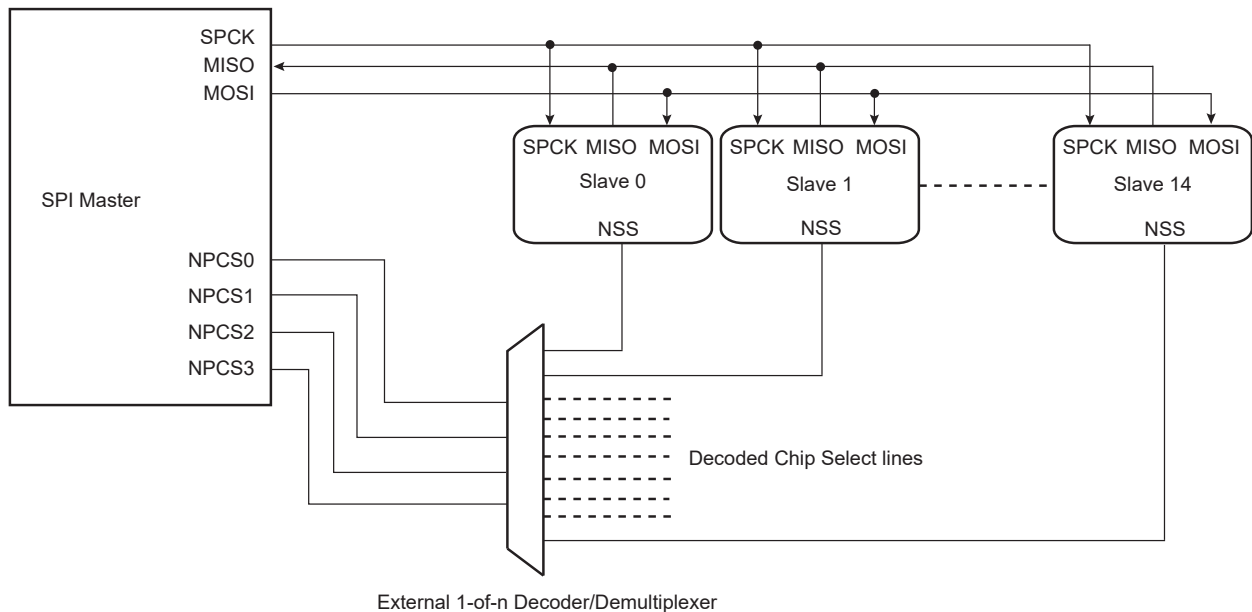 SPCK
MISO
MOSI
SPI Master
NPCS0
NPCS1
NPCS2
NPCS3
SPCK MISO MOSI
Slave 0
NSS
SPCK MISO MOSI
Slave 1
NSS
SPCK MISO MOSI
Slave 14
NSS
Decoded Chip Select lines
External 1-of-n Decoder/Demultiplexer